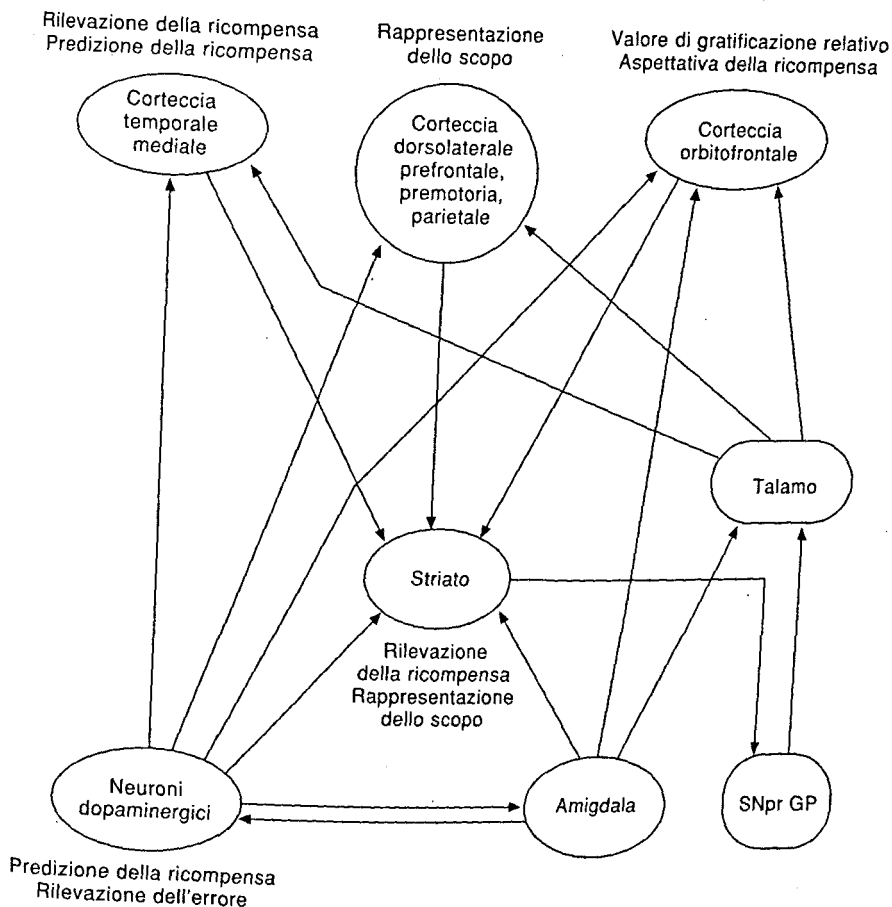 Rilevazione della ricompensa
Predizione della ricompensa
Rappresentazione
dello scopo
Valore di gratificazione relativo
Aspettativa della ricompensa
Corteccia
temporale
mediale
Corteccia
dorsolaterale
prefrontale,
premotoria,
parietale
Corteccia
orbitofrontale
Talamo
Striato
Rilevazione
della ricompensa
Rappresentazione
dello scopo
Neuroni
dopaminergici
Amigdala
SNpr GP
Predizione della ricompensa
Rilevazione dell'errore